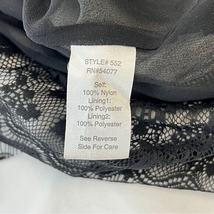 STYLE# 552
RN#54077
Self:
100% Nylon
Lining1:
100% Polyester
Lining2:
100% Polyester
See Reverse
Side For Care